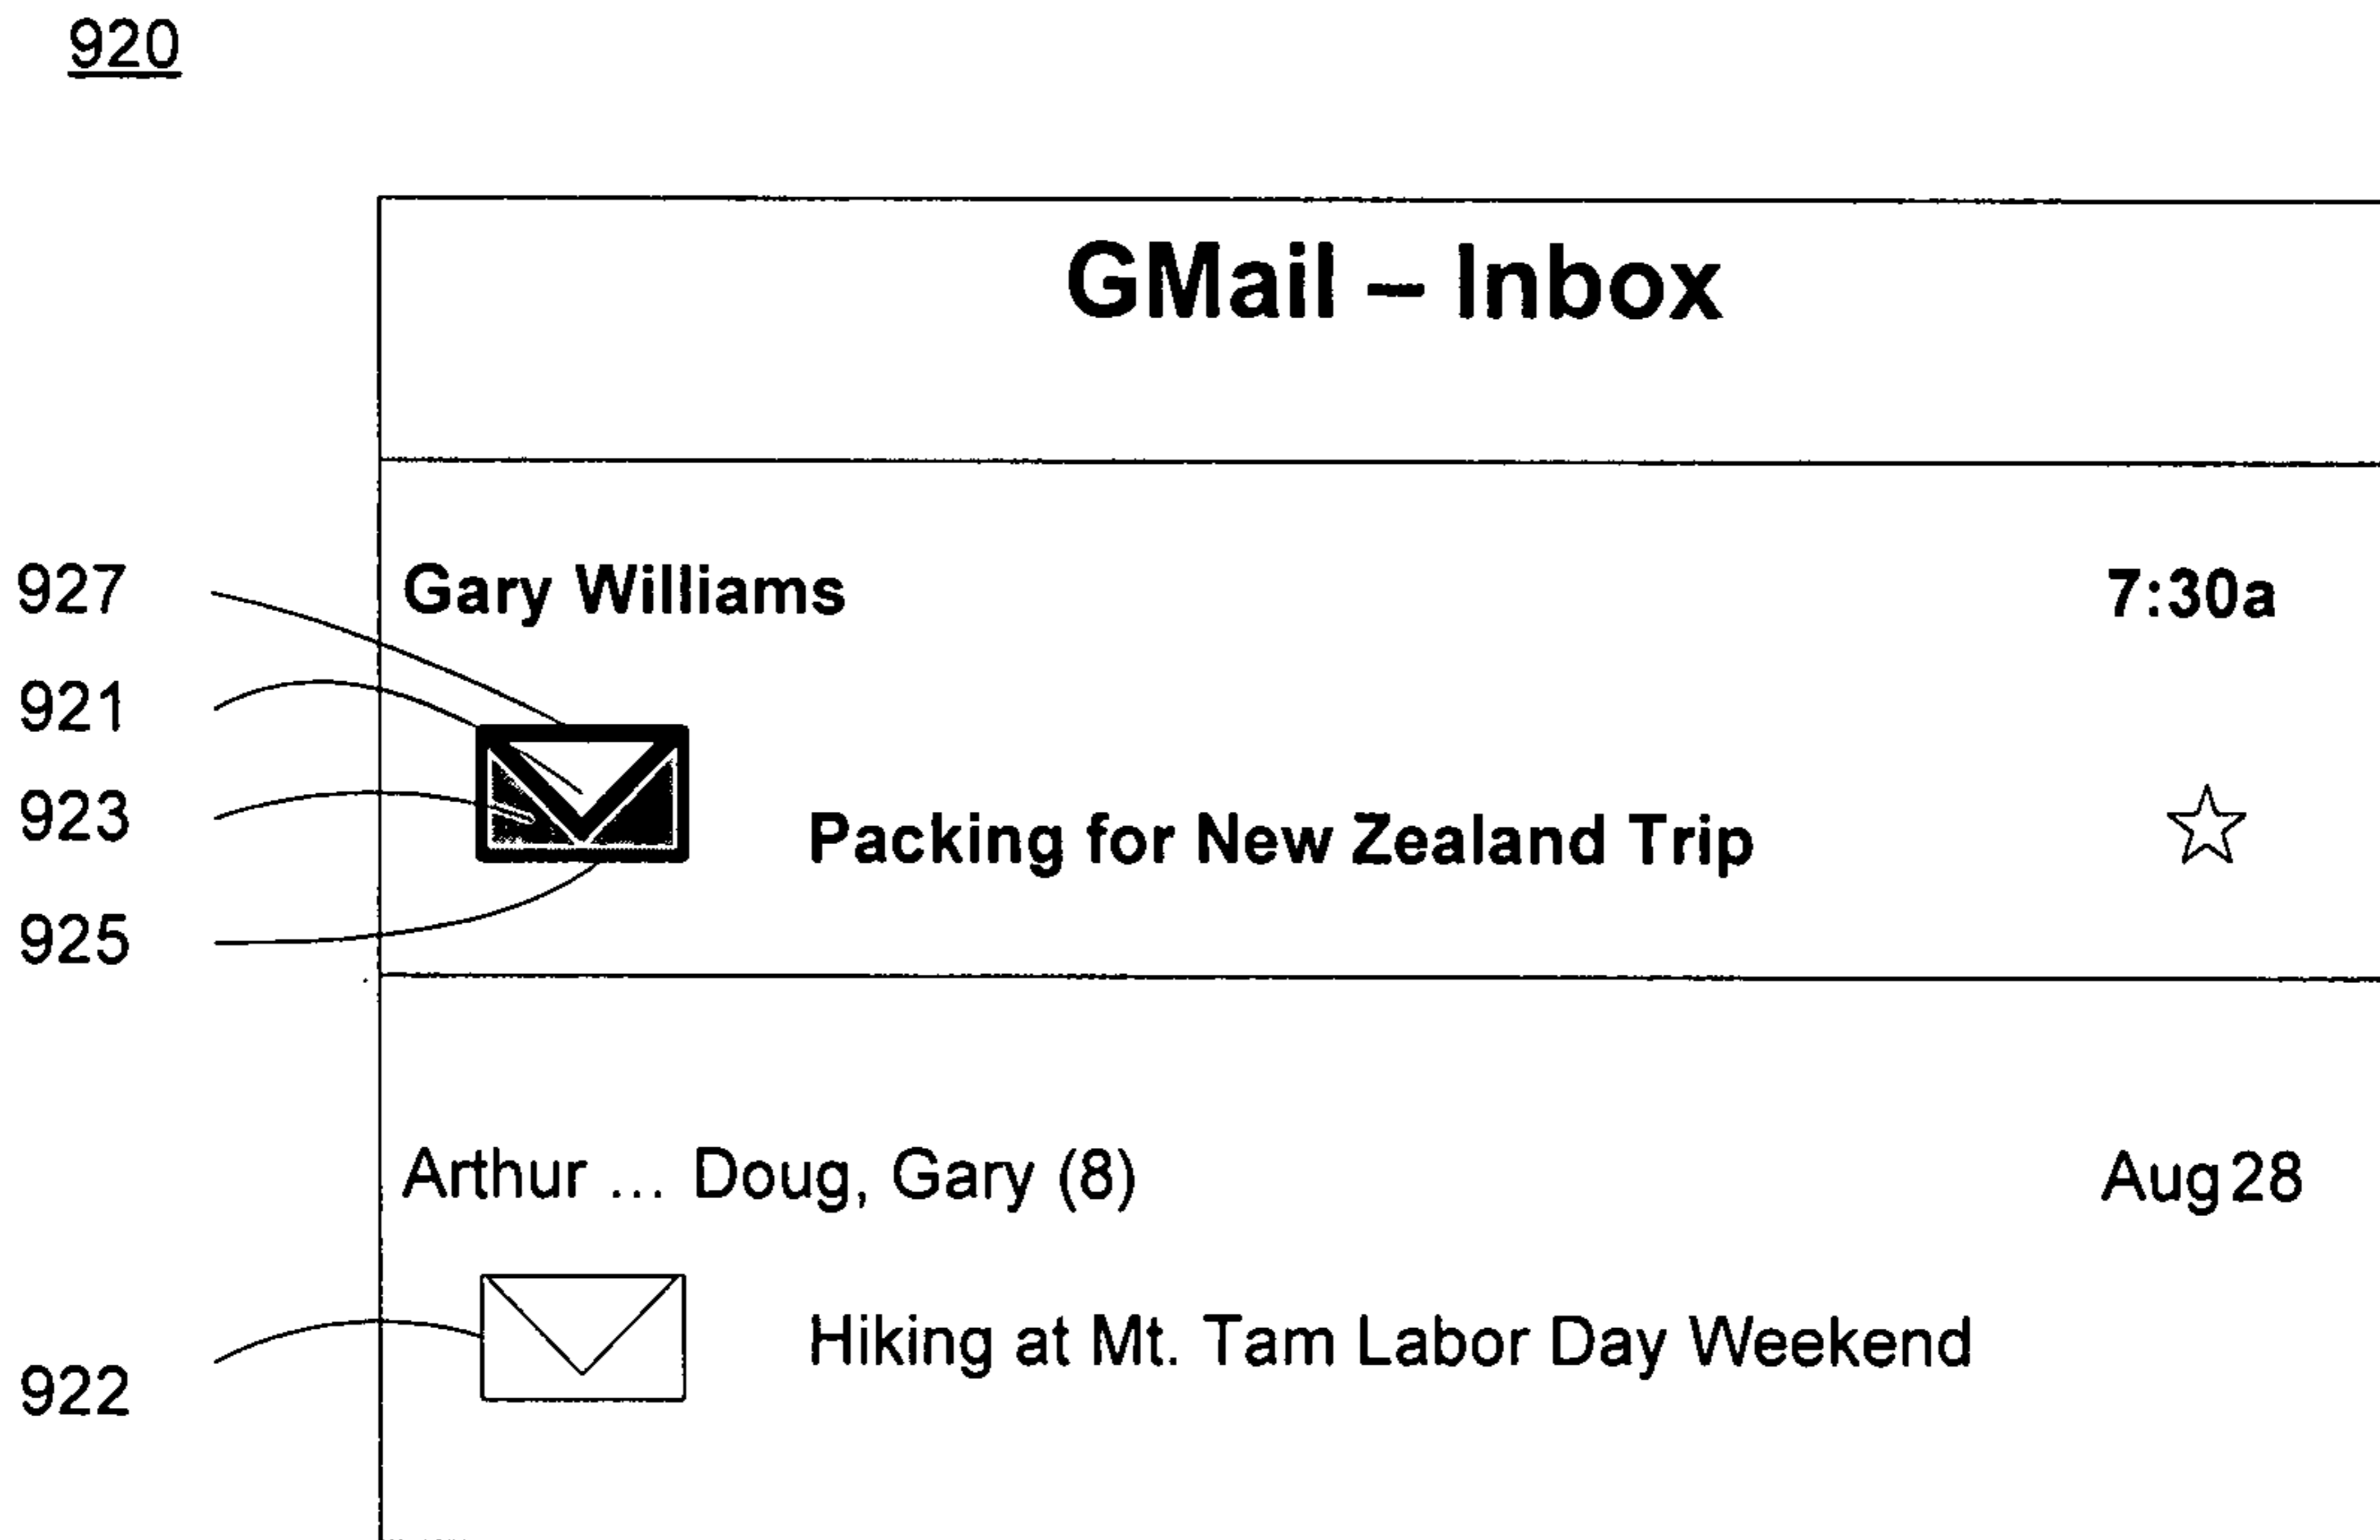 920
GMail – Inbox
927 Gary Williams 7:30a
921
923 Packing for New Zealand Trip
925
Arthur ... Doug, Gary (8) Aug 28
Hiking at Mt. Tam Labor Day Weekend
922